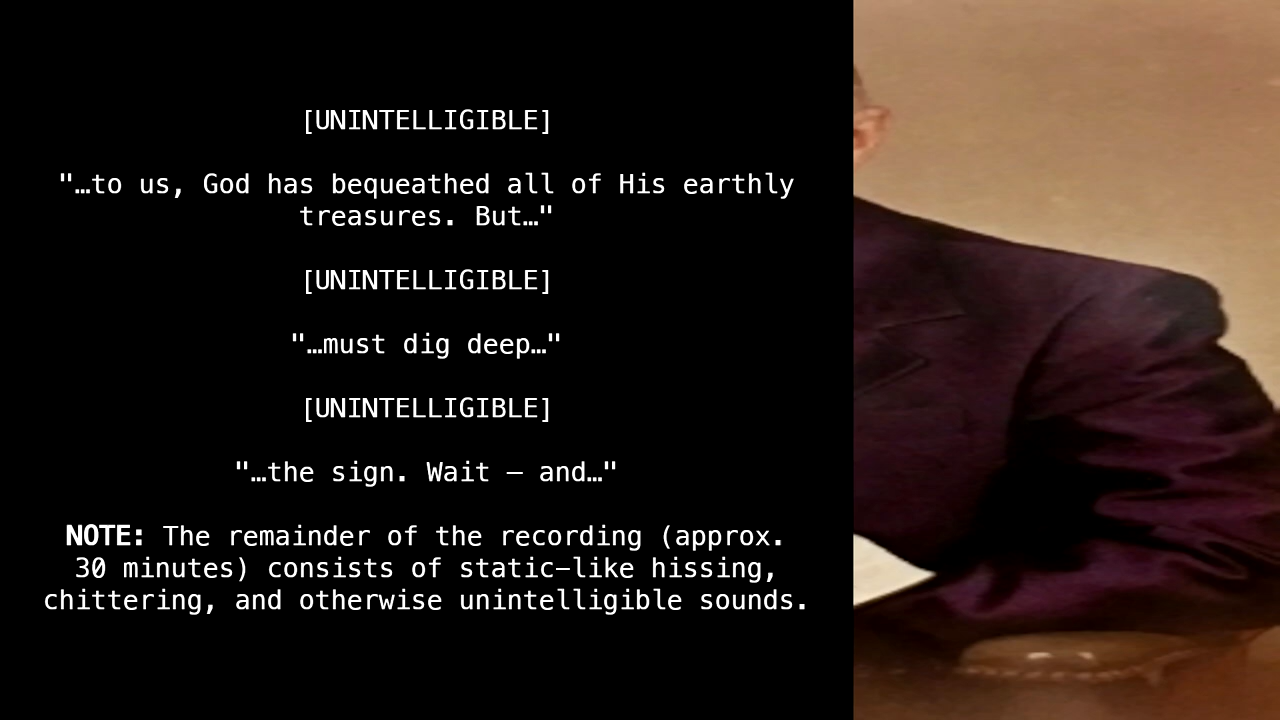 [UNINTELLIGIBLE]
"…to us, God has bequeathed all of His earthly
treasures. But…"
[UNINTELLIGIBLE]
"…must dig deep…"
[UNINTELLIGIBLE]
"…the sign. Wait — and…"
NOTE: The remainder of the recording (approx.
30 minutes) consists of static–like hissing,
chittering, and otherwise unintelligible sounds.